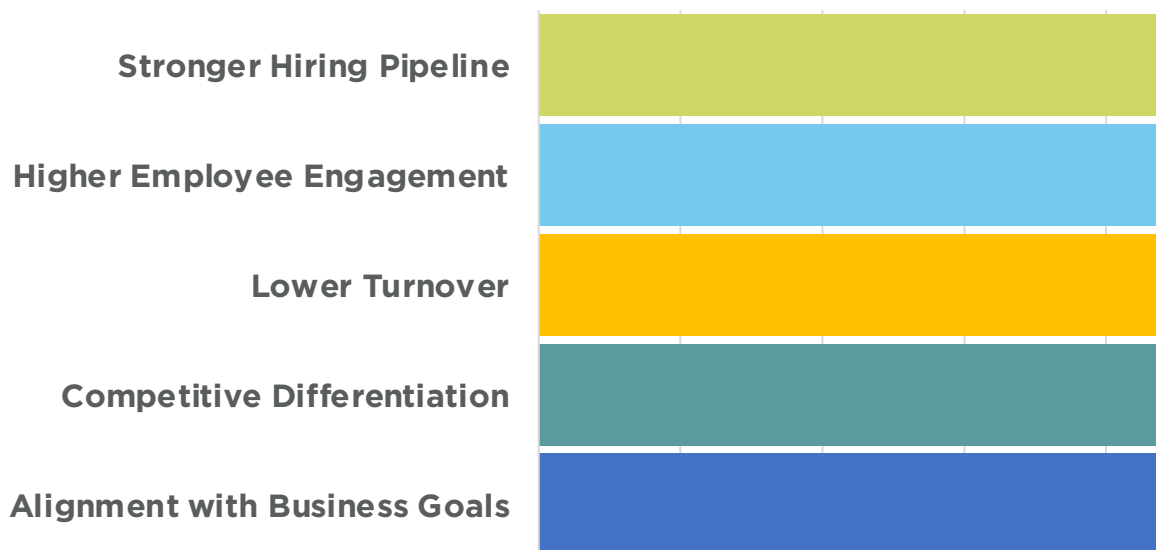 Stronger Hiring Pipeline
Higher Employee Engagement
Lower Turnover
Competitive Differentiation
Alignment with Business Goals